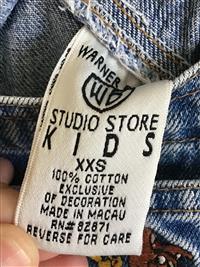 WARNER
WB
STUDIO STORE
KIDS
XXS
100% COTTON
EXCLUSIVE
OF DECORATION
MADE IN MACAU
RN#82871
REVERSE FOR CARE